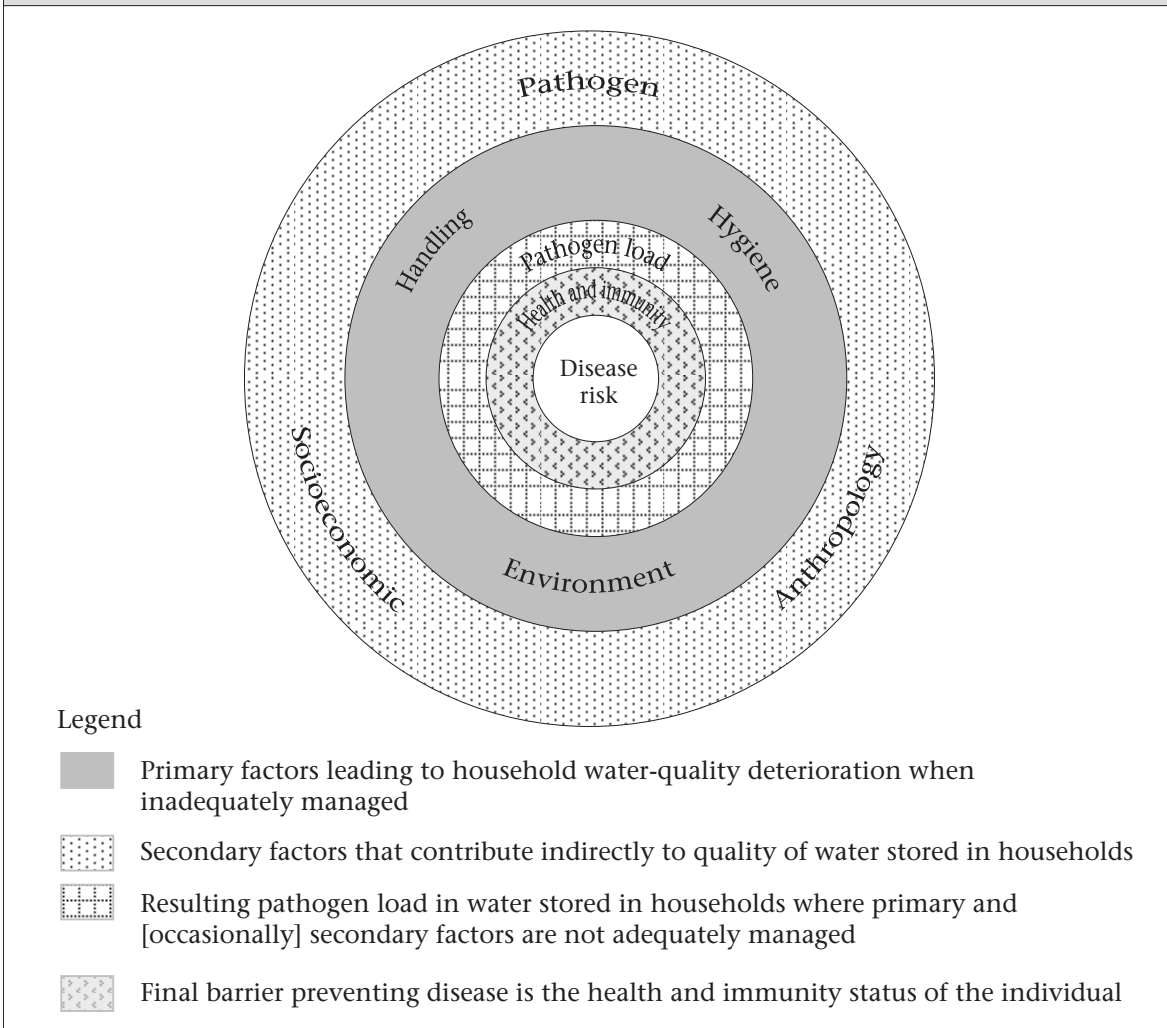 Pathogen
Handling
Hygiene
Pathogen load
Health and immunity
Disease
risk
Socioeconomic
Anthropology
Environment
Legend
Primary factors leading to household water-quality deterioration when
inadequately managed
Secondary factors that contribute indirectly to quality of water stored in households
Resulting pathogen load in water stored in households where primary and
[occasionally] secondary factors are not adequately managed
Final barrier preventing disease is the health and immunity status of the individual